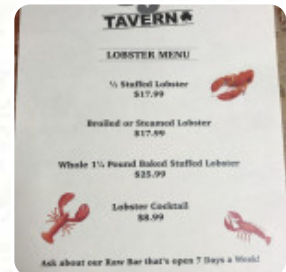 TAVERN
LOBSTER MENU
½ Stuffed Lobster
$17.99
Broiled or Steamed Lobster
$17.99
Whole 1¼ Pound Baked Stuffed Lobster
$25.99
Lobster Cocktail
$8.99
Ask about our Raw Bar that's open 7 Days a Week!